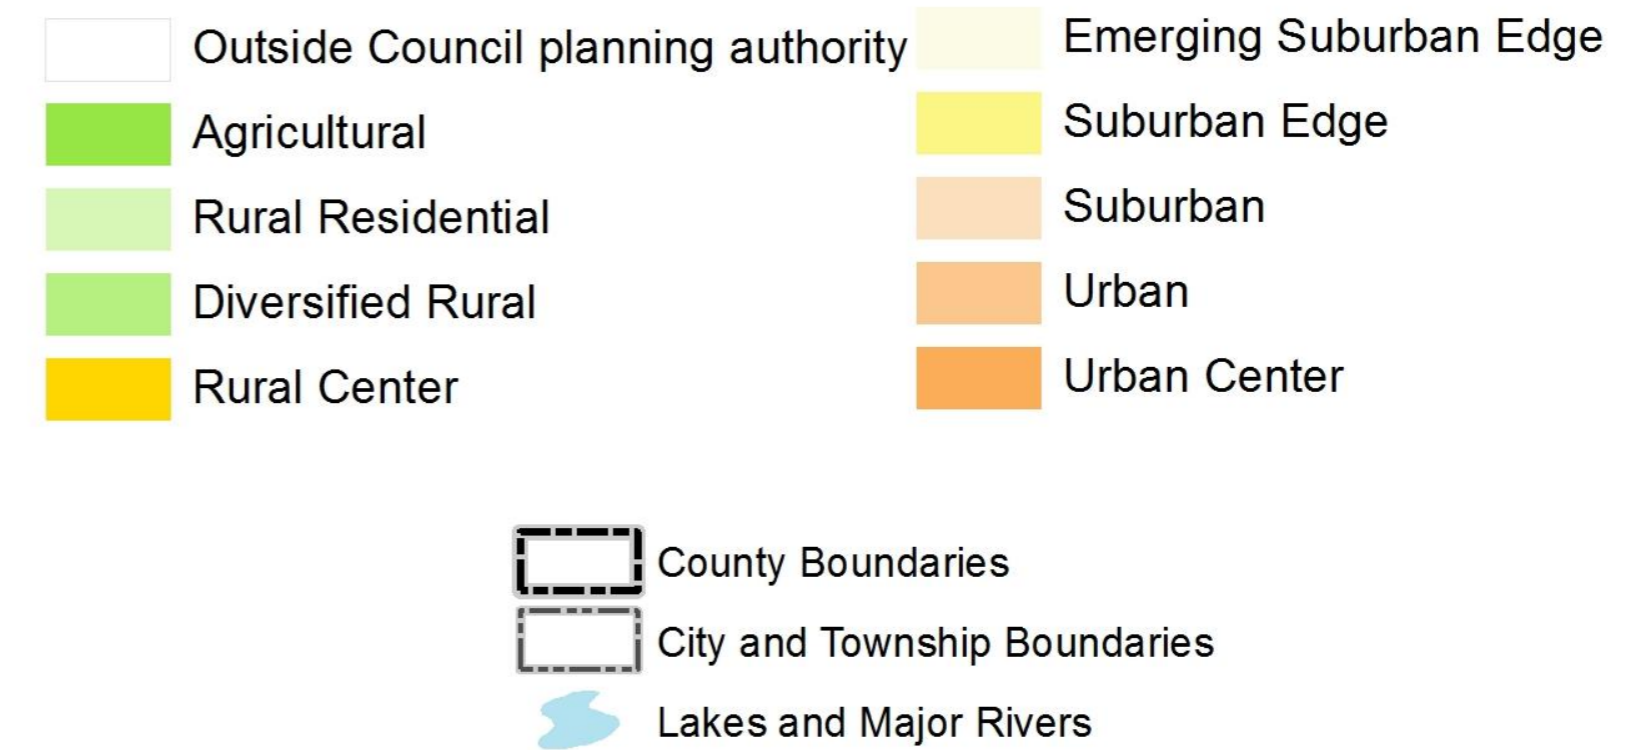 Outside Council planning authority
Agricultural
Rural Residential
Diversified Rural
Rural Center
Emerging Suburban Edge
Suburban Edge
Suburban
Urban
Urban Center
County Boundaries
City and Township Boundaries
Lakes and Major Rivers